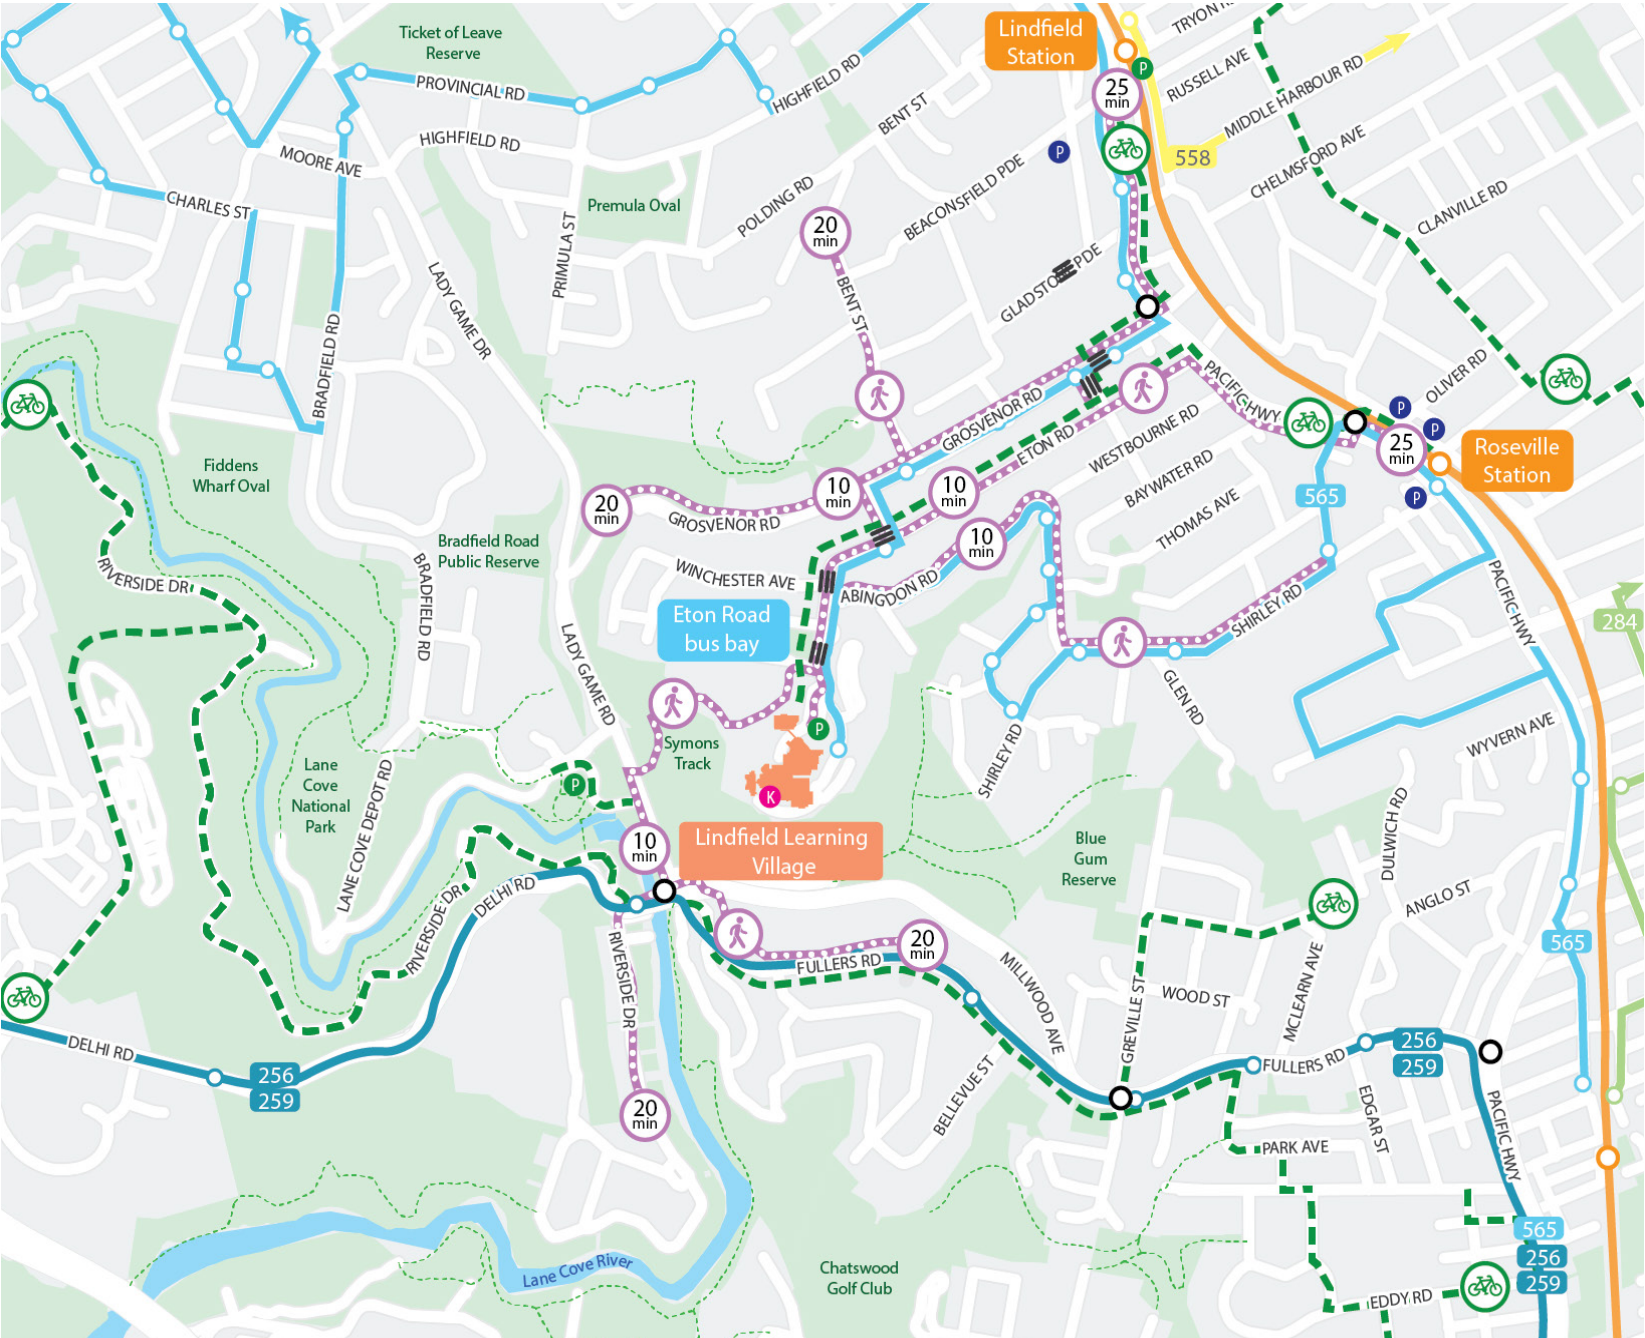 Ticket of Leave
Reserve
Lindfield
Station
P
TRYON R
RUSSELL AVE
MIDDLE HARBOUR RD
PROVINCIAL RD
HIGHFIELD RD
25
min
BENT ST
HIGHFIELD RD
MOORE AVE
P
558
CHELMSFORD AVE
BEACONSFIELD PDE
CHARLES ST
Premula Oval
POLDING RD
CLANVILLE RD
PRIMULA ST
20
min
LADY GAME DR
BENT ST
GLADSTO
PDE
BRADFIELD RD
PACIFIC HWY
OLIVER RD
P
P
GROSVENOR RD
ETON RD
WESTBOURNE RD
25
min
Roseville
Station
Fiddens
Wharf Oval
BAYWATER RD
10
min
10
min
565
P
20
min
GROSVENOR RD
THOMAS AVE
Bradfield Road
Public Reserve
10
min
RIVERSIDE DR
BRADFIELD RD
WINCHESTER AVE
ABINGDON RD
PACIFIC HWY
Eton Road
bus bay
SHIRLEY RD
284
LADY GAME RD
GLEN RD
P
Symons
Track
SHIRLEY RD
WYVERN AVE
Lane
Cove
National
Park
LANE COVE DEPOT RD
P
K
10
min
Lindfield Learning
Village
Blue
Gum
Reserve
DULWICH RD
ANGLO ST
RIVERSIDE DR
DELHI RD
20
min
565
RIVERSIDE DR
FULLERS RD
MILLWOOD AVE
WOOD ST
MCLEARN AVE
GREVILLE ST
DELHI RD
256
259
FULLERS RD
256
259
BELLEVUE ST
20
min
EDGAR ST
PACIFIC HWY
PARK AVE
565
256
259
Lane Cove River
Chatswood
Golf Club
EDDY RD